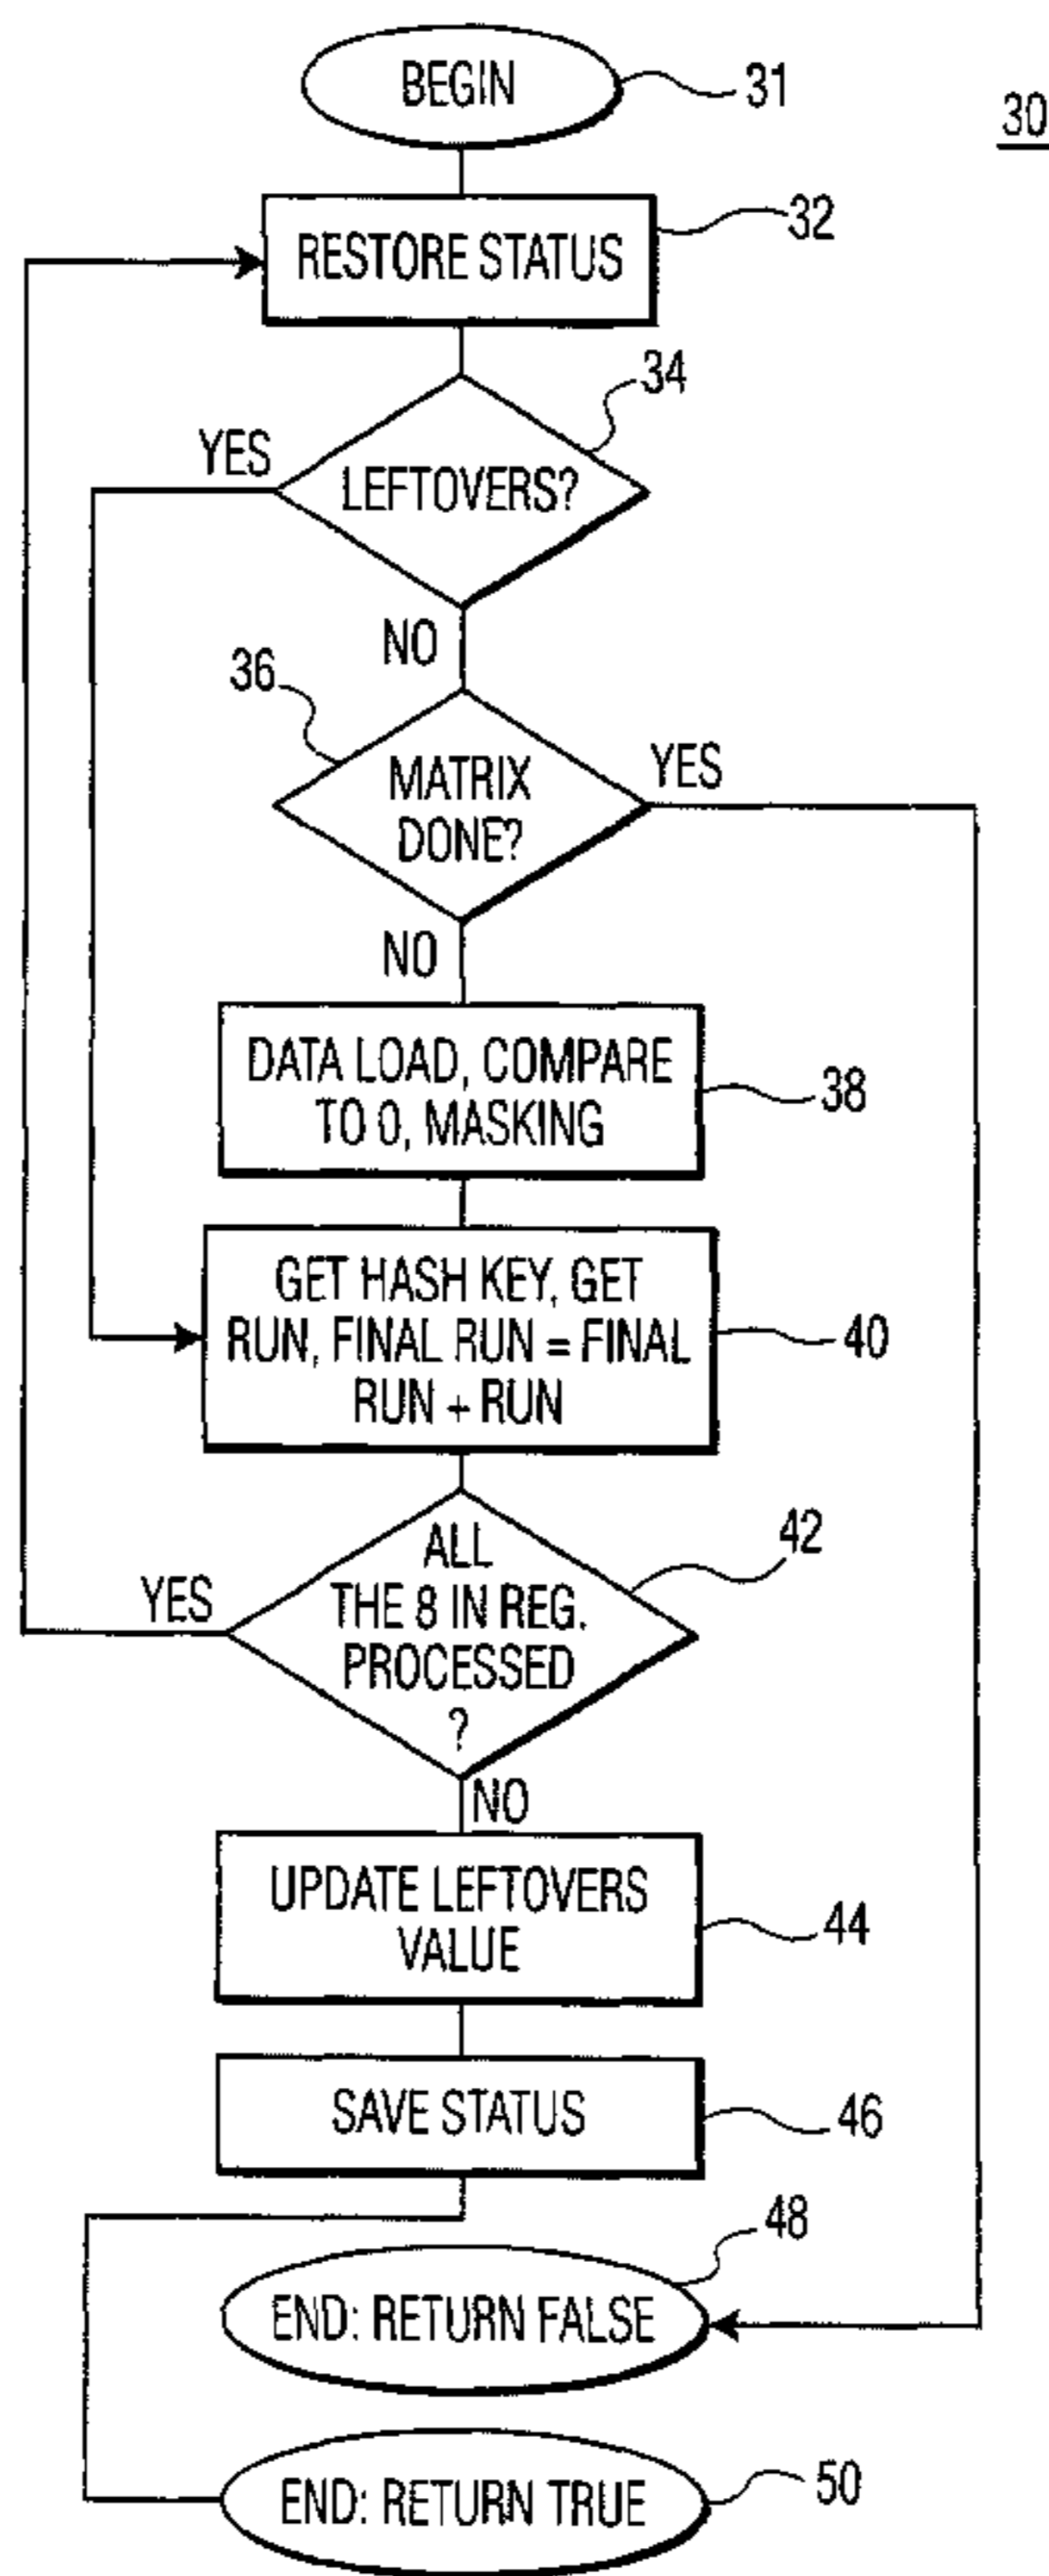 BEGIN
31
30
RESTORE STATUS
32
34
YES
LEFTOVERS?
NO
36
MATRIX
DONE?
YES
NO
DATA LOAD, COMPARE
TO 0, MASKING
38
GET HASH KEY, GET
RUN, FINAL RUN = FINAL
RUN + RUN
40
42
ALL
THE 8 IN REG.
PROCESSED
?
YES
NO
UPDATE LEFTOVERS
VALUE
44
SAVE STATUS
46
48
END: RETURN FALSE
END: RETURN TRUE
50